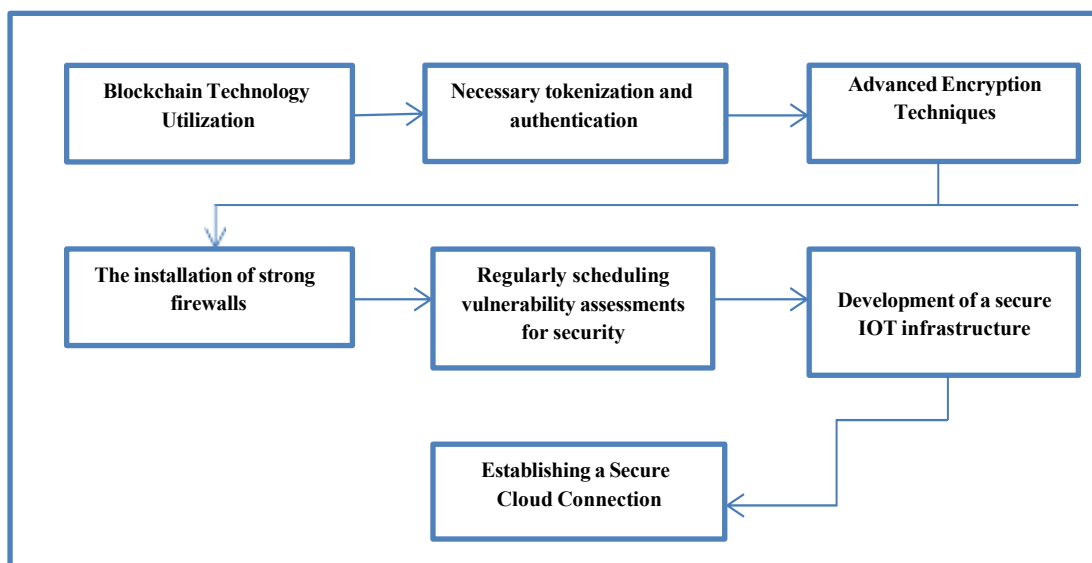 Blockchain Technology
Utilization
Necessary tokenization and
authentication
Advanced Encryption
Techniques
The installation of strong
firewalls
Regularly scheduling
vulnerability assessments
for security
Development of a secure
IOT infrastructure
Establishing a Secure
Cloud Connection